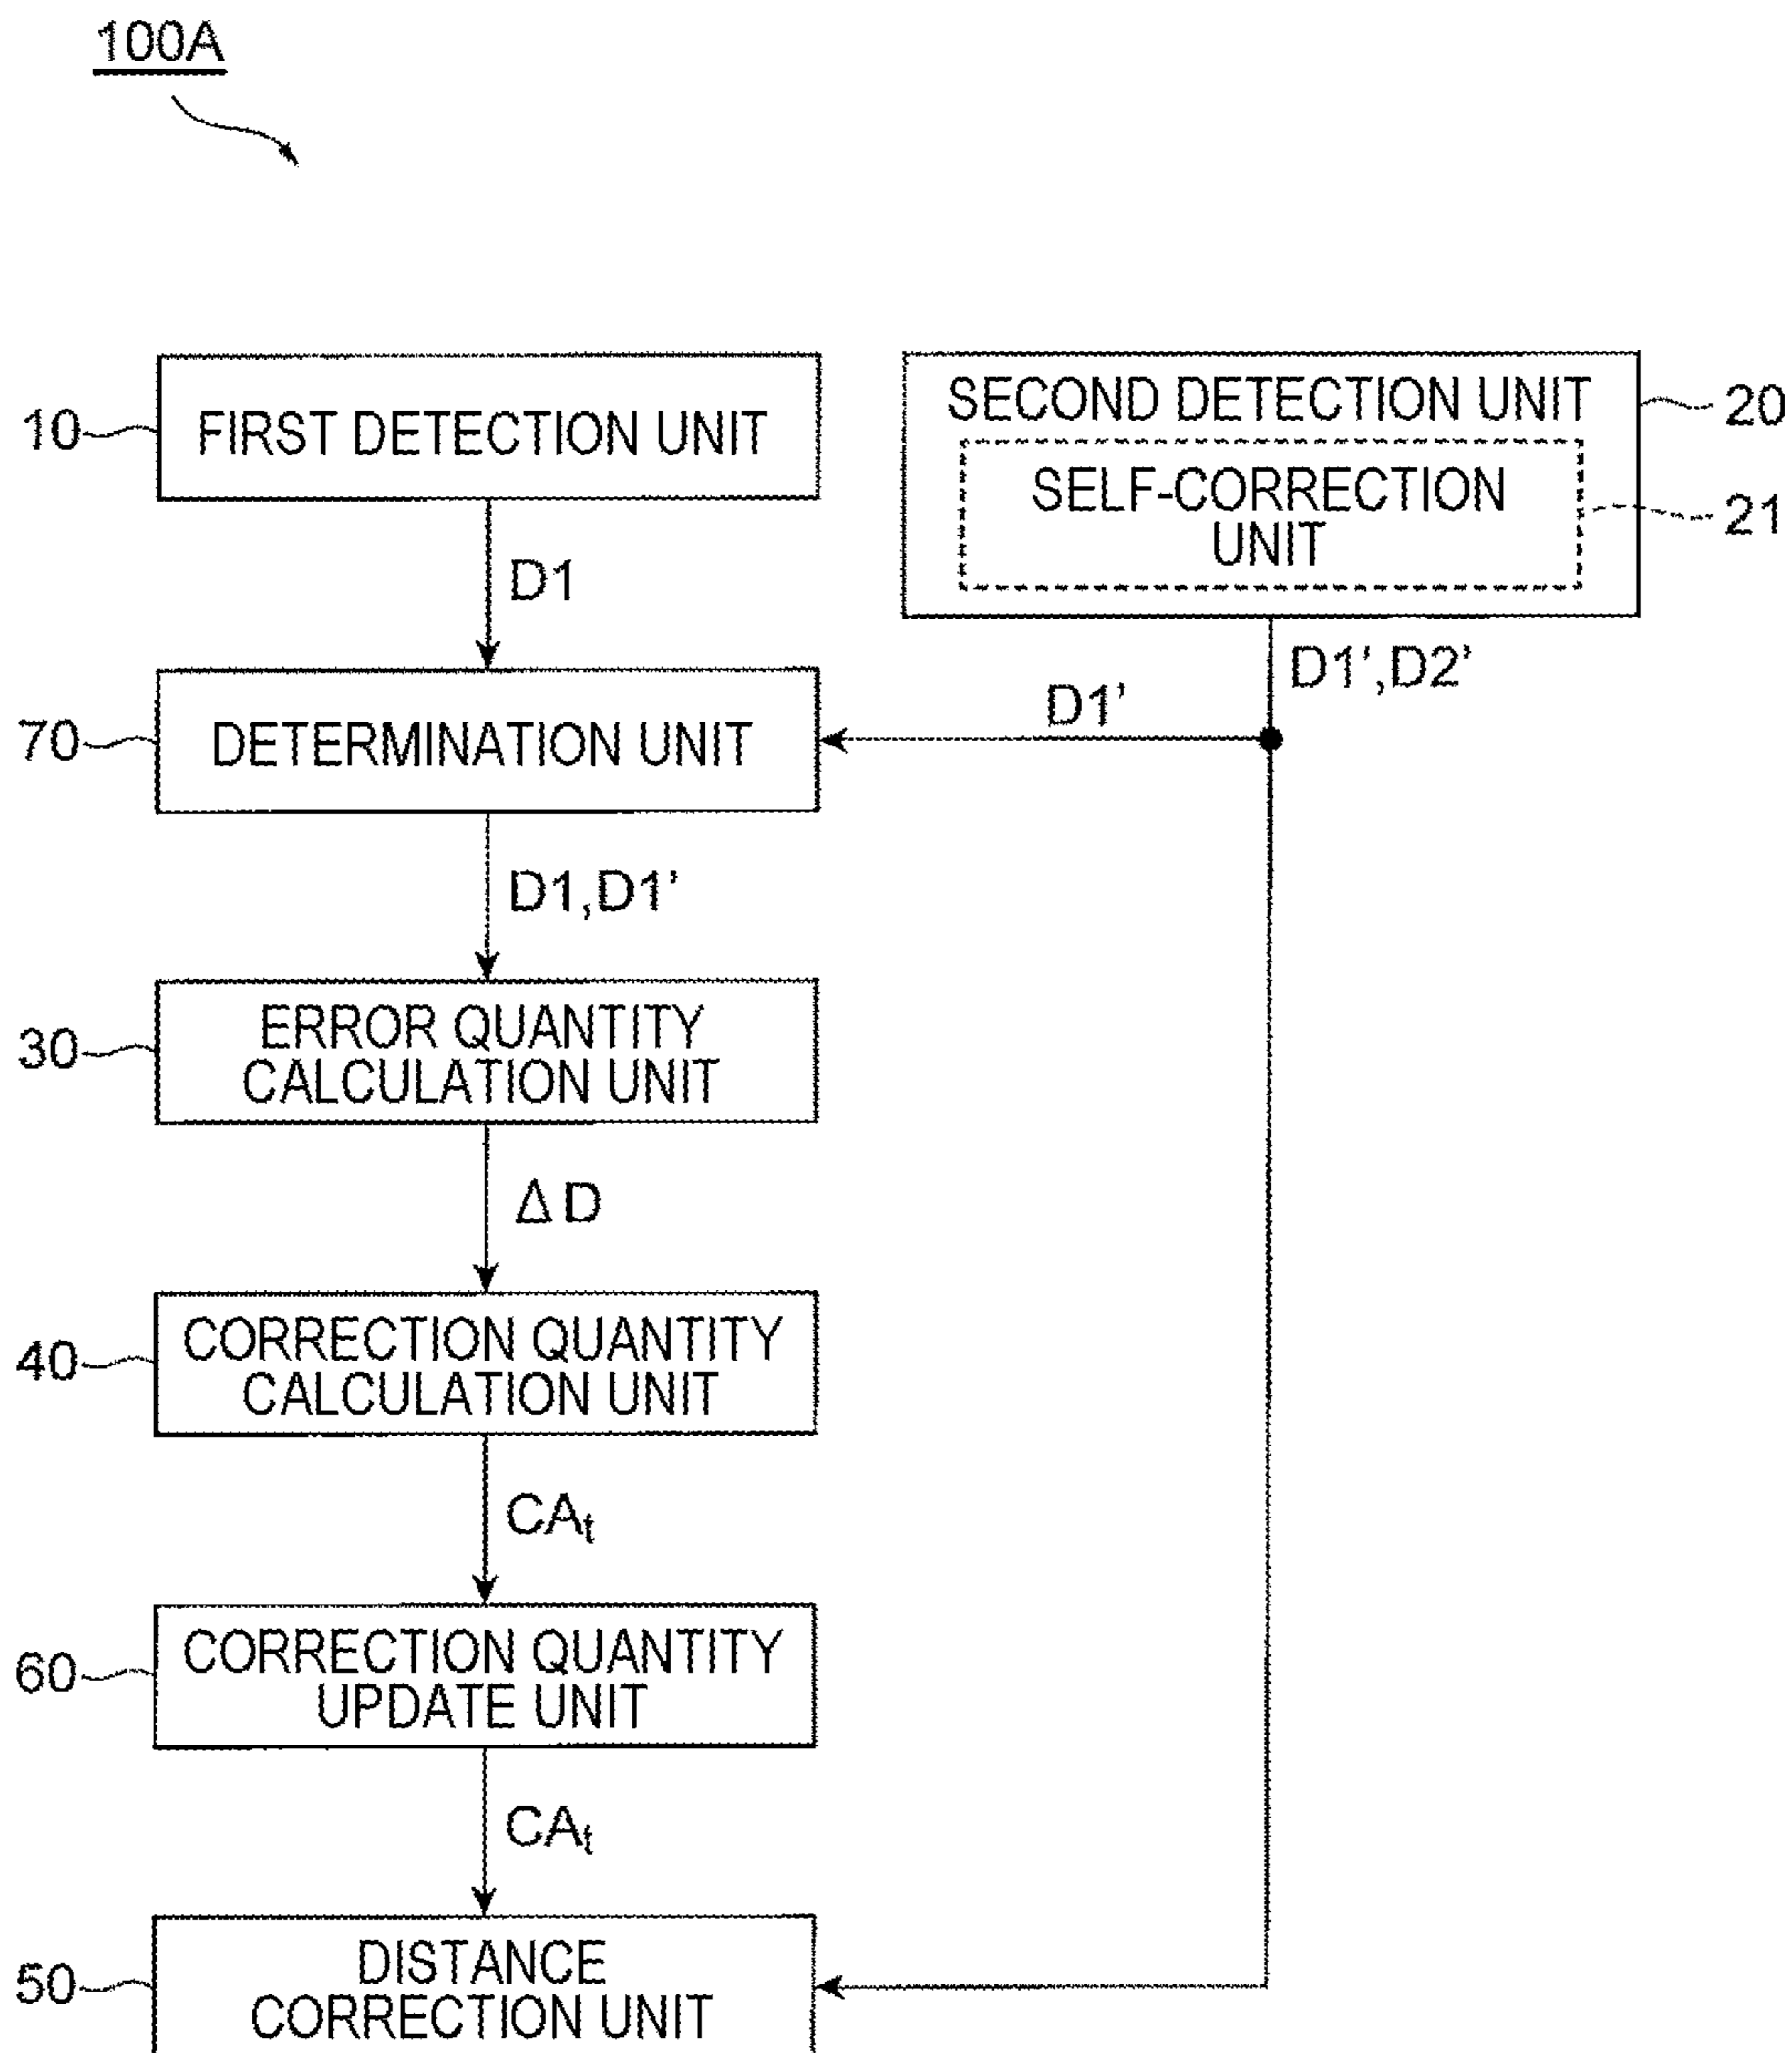 100A
10
FIRST DETECTION UNIT
SECOND DETECTION UNIT
20
SELF-CORRECTION
UNIT
21
D1
D1',D2'
D1'
70
DETERMINATION UNIT
D1,D1'
30
ERROR QUANTITY
CALCULATION UNIT
ΔD
40
CORRECTION QUANTITY
CALCULATION UNIT
CAt
60
CORRECTION QUANTITY
UPDATE UNIT
CAt
50
DISTANCE
CORRECTION UNIT